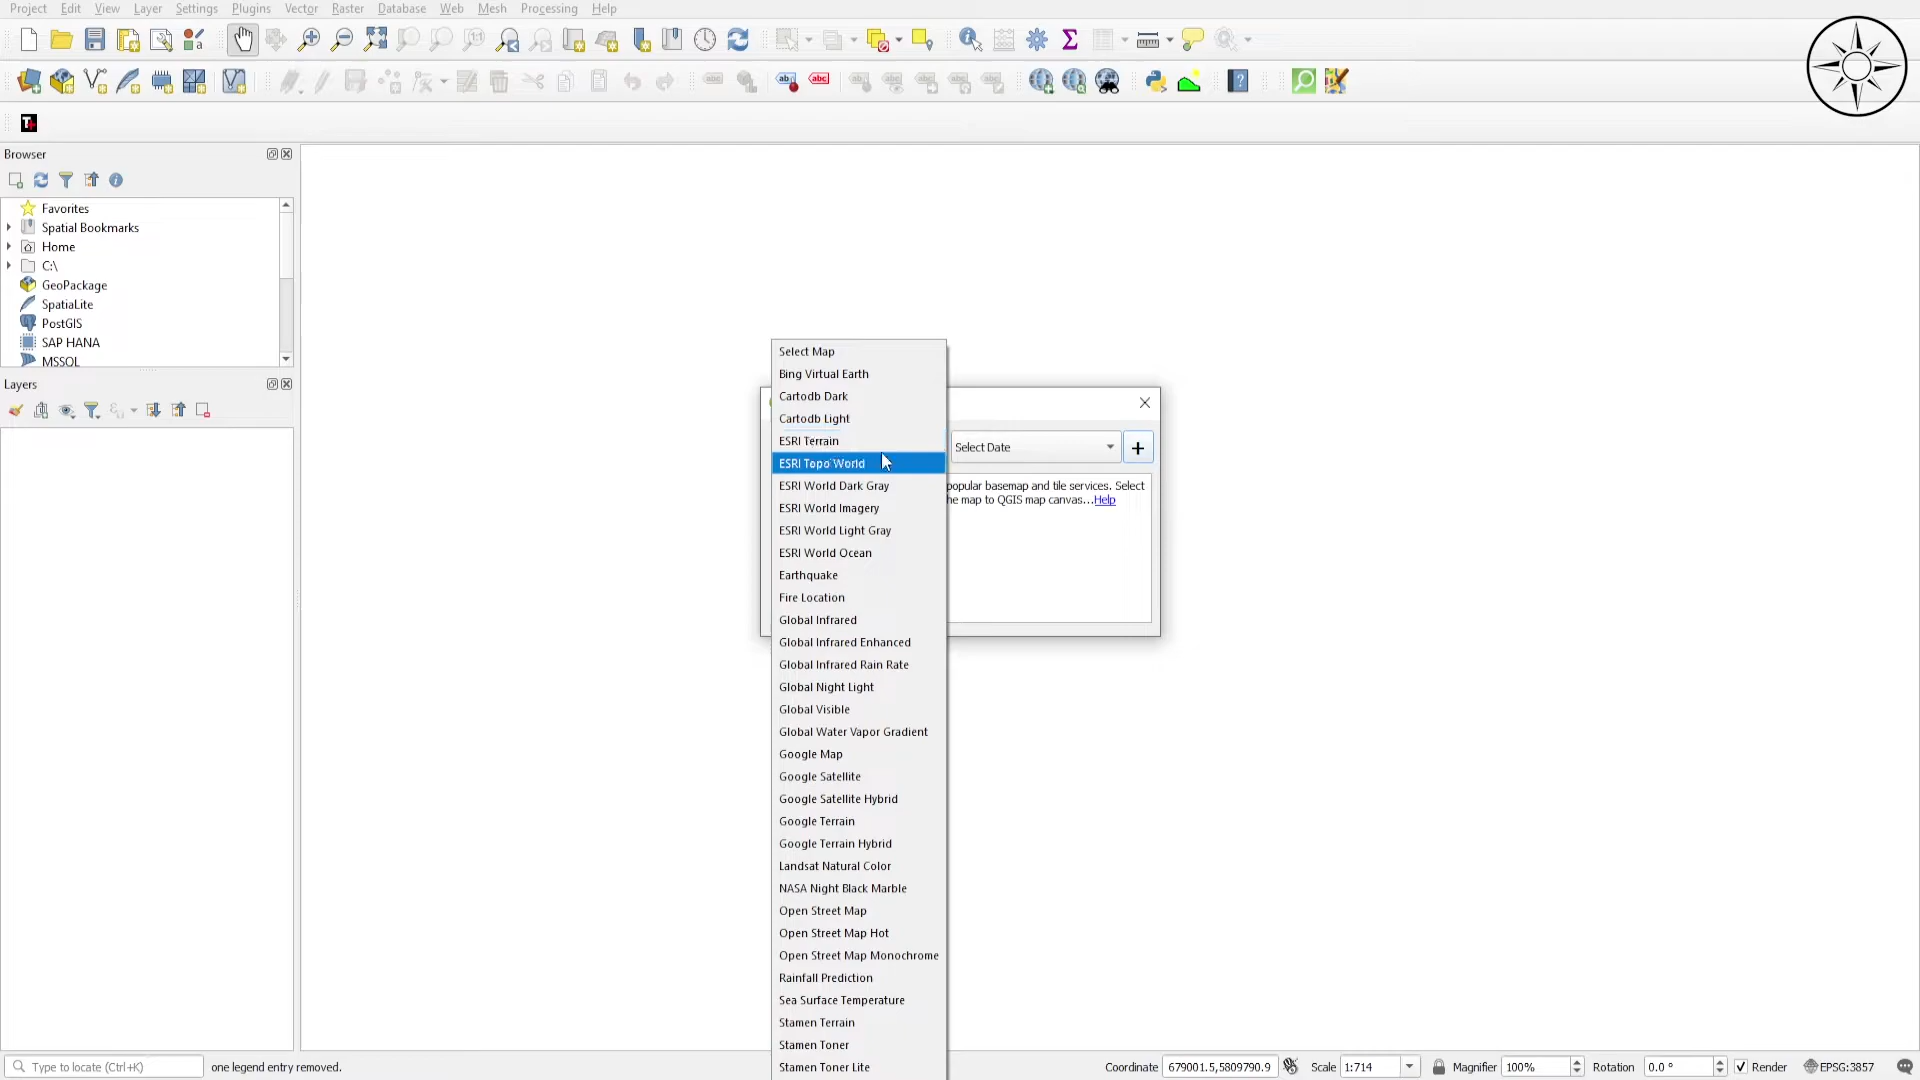 Project Edit View Layer Settings Plugins Vector Raster Database Web Mesh Processing Help
Browser
Favorites
Spatial Bookmarks
Home
C:\
GeoPackage
SpatiaLite
PostGIS
SAP HANA
MSSQL
Layers
Select Map
Bing Virtual Earth
Cartodb Dark
Cartodb Light
ESRI Terrain
ESRI Topo World
ESRI World Dark Gray
ESRI World Imagery
ESRI World Light Gray
ESRI World Ocean
Earthquake
Fire Location
Global Infrared
Global Infrared Enhanced
Global Infrared Rain Rate
Global Night Light
Global Visible
Global Water Vapor Gradient
Google Map
Google Satellite
Google Satellite Hybrid
Google Terrain
Google Terrain Hybrid
Landsat Natural Color
NASA Night Black Marble
Open Street Map
Open Street Map Hot
Open Street Map Monochrome
Rainfall Prediction
Sea Surface Temperature
Stamen Terrain
Stamen Toner
Stamen Toner Lite
Select Date
popular basemap and tile services. Select
he map to QGIS map canvas...Help
Type to locate (Ctrl+K) one legend entry removed. Coordinate 679001.5,5809790.9 Scale 1:714 Magnifier 100% Rotation 0.0 ° Render EPSG:3857